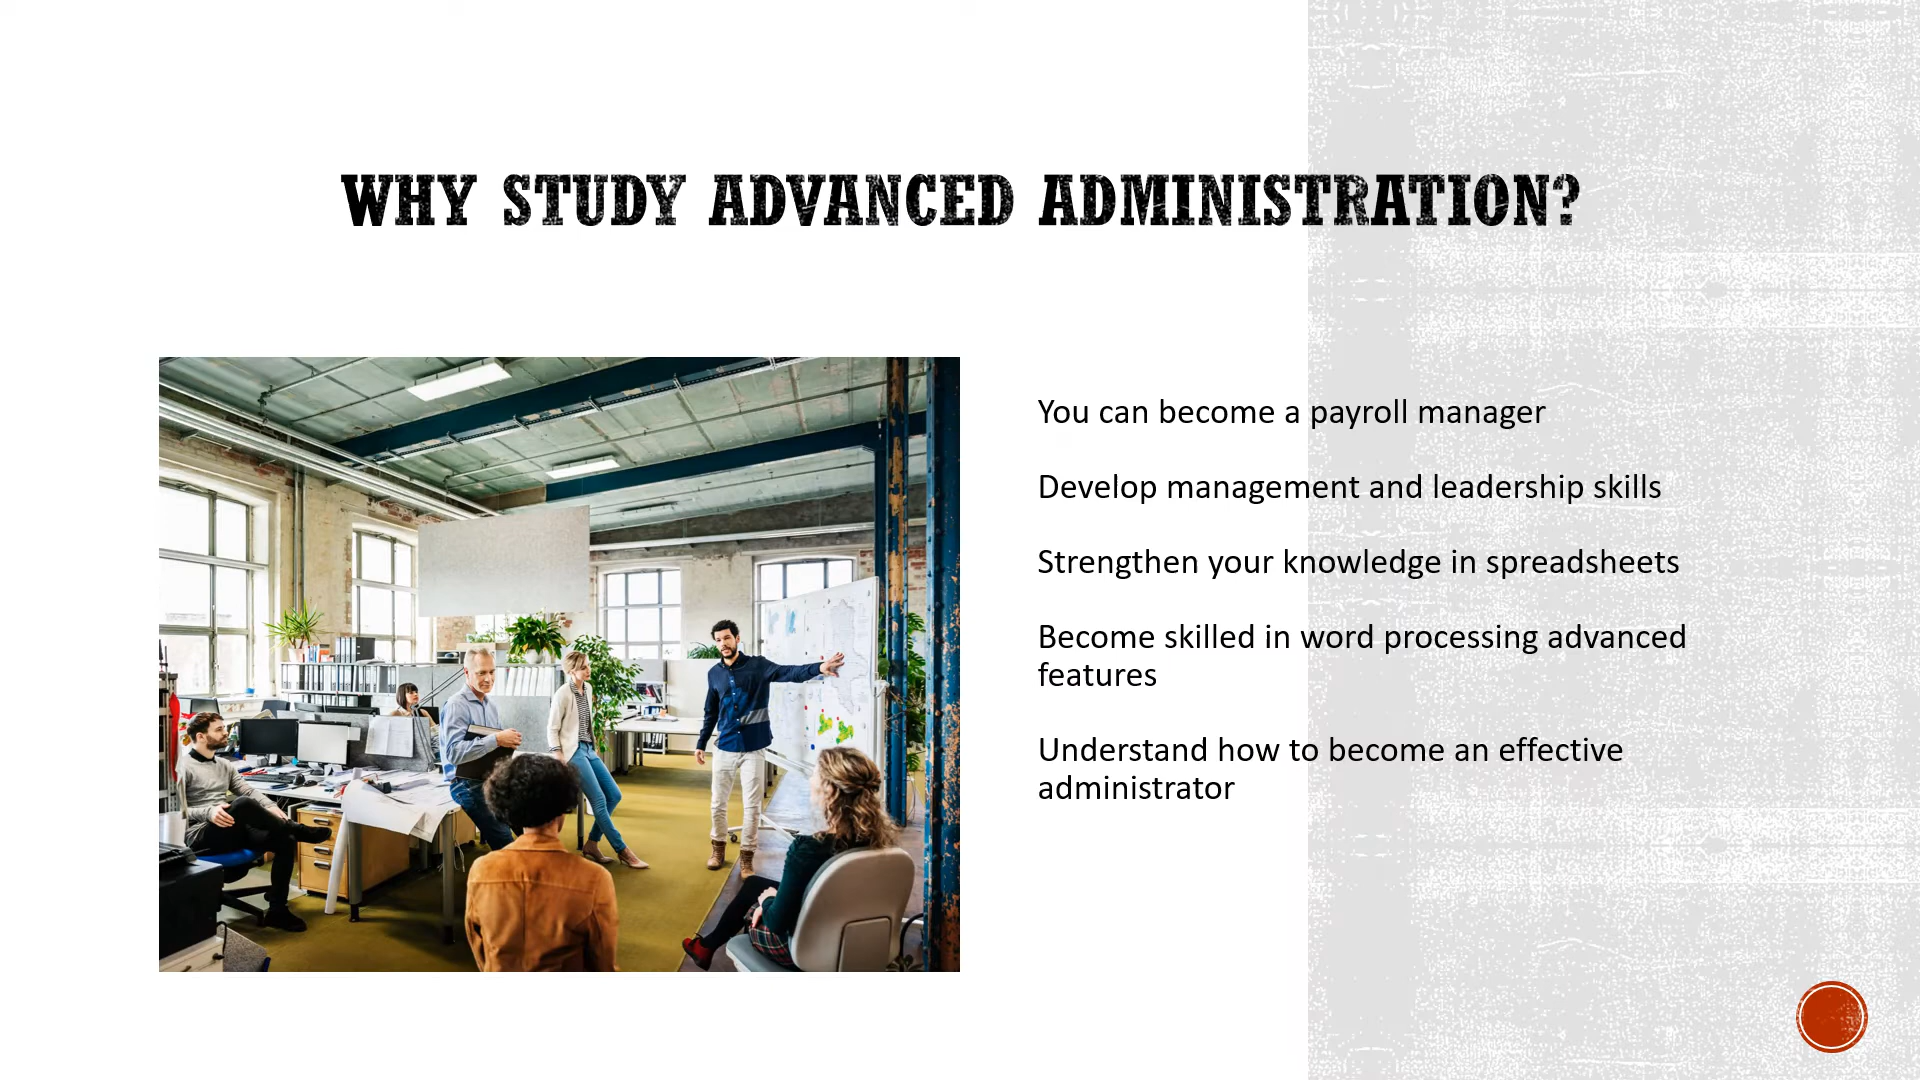 WHY STUDY ADVANCED ADMINISTRATION?
You can become a payroll manager
Develop management and leadership skills
Strengthen your knowledge in spreadsheets
Become skilled in word processing advanced
features
Understand how to become an effective
administrator